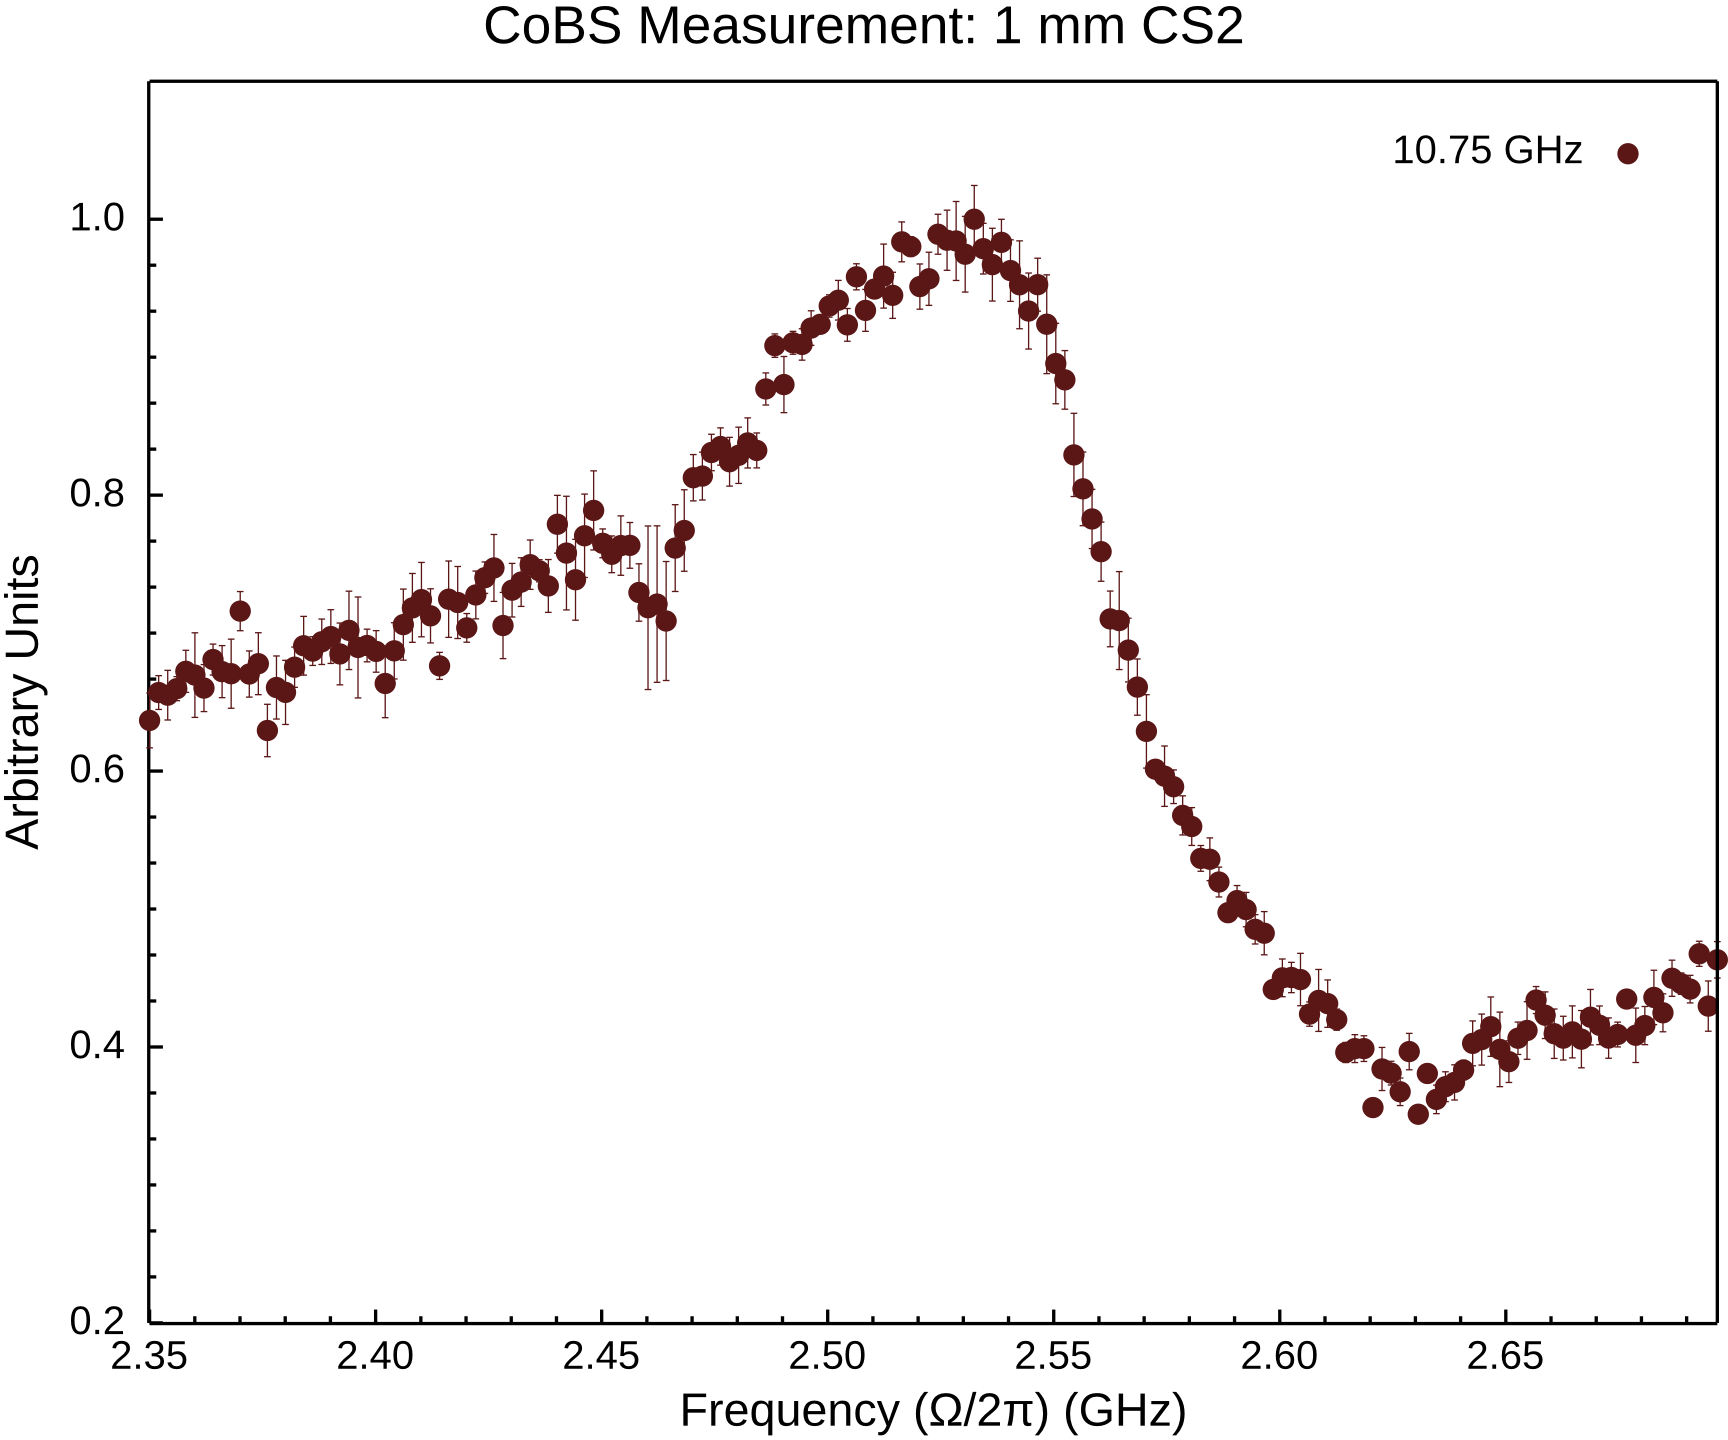 CoBS Measurement: 1 mm CS2
10.75 GHz
1.0
0.8
0.6
0.4
0.2
Arbitrary Units
2.35 2.40 2.45 2.50 2.55 2.60 2.65
Frequency (Ω/2π) (GHz)